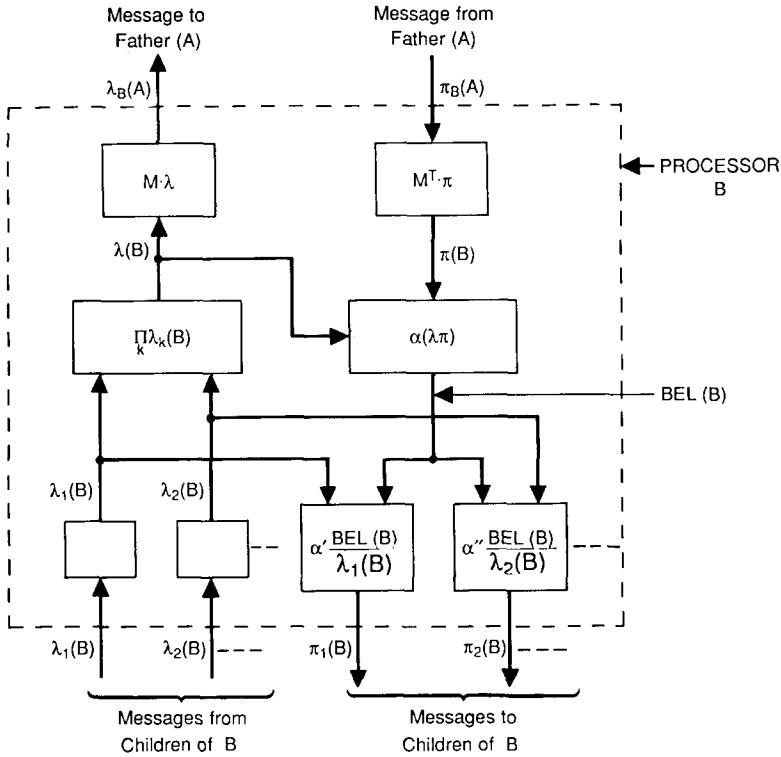 Message to
Father (A)
Message from
Father (A)
λB(A)
πB(A)
M·λ
Mᵀ·π
PROCESSOR
B
λ(B)
π(B)
∏λk(B)
k
α(λπ)
BEL (B)
λ1(B)
λ2(B)
α′ BEL (B)
λ1(B)
α″ BEL (B)
λ2(B)
λ1(B)
λ2(B)
π1(B)
π2(B)
Messages from
Children of B
Messages to
Children of B